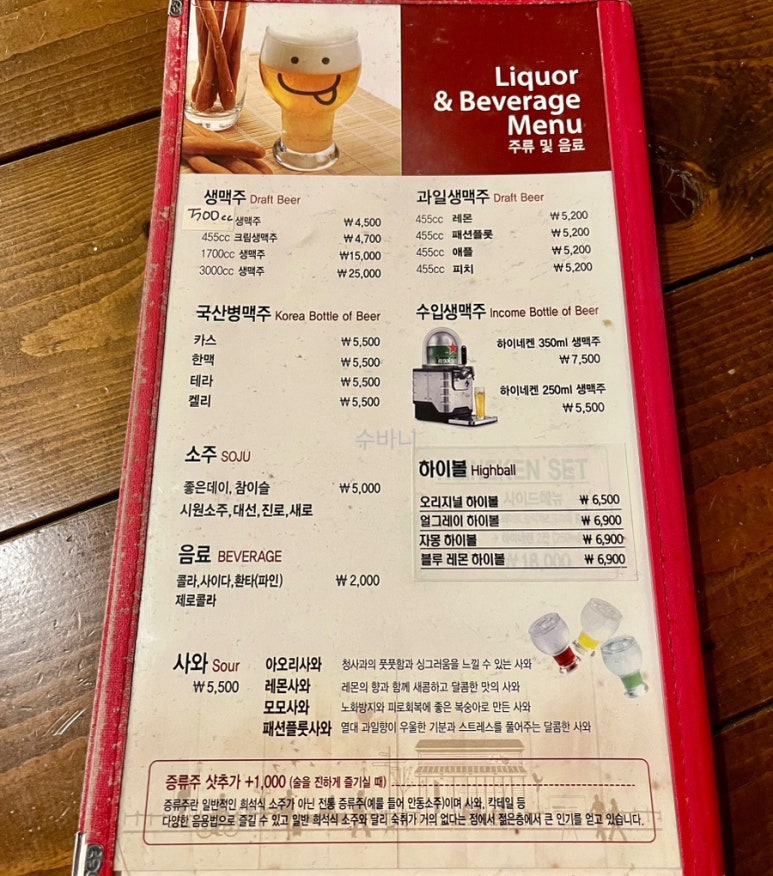 Liquor
& Beverage
Menu
주류 및 음료
생맥주 Draft Beer
500cc 생맥주 ₩4,500
455cc 크림생맥주 ₩4,700
1700cc 생맥주 ₩15,000
3000cc 생맥주 ₩25,000
과일생맥주 Draft Beer
455cc 레몬 ₩5,200
455cc 패션플룻 ₩5,200
455cc 애플 ₩5,200
455cc 피치 ₩5,200
국산병맥주 Korea Bottle of Beer
카스 ₩5,500
한맥 ₩5,500
테라 ₩5,500
켈리 ₩5,500
수입생맥주 Income Bottle of Beer
하이네켄 350ml 생맥주
₩7,500
하이네켄 250ml 생맥주
₩5,500
수바니
소주 SOJU
좋은데이, 참이슬 ₩5,000
시원소주, 대선, 진로, 새로
하이볼 Highball
오리지널 하이볼 ₩6,500
얼그레이 하이볼 ₩6,900
자몽 하이볼 ₩6,900
블루 레몬 하이볼 ₩6,900
EKEN SET
사이드메뉴
18,000
음료 BEVERAGE
콜라,사이다,환타(파인) ₩2,000
제로콜라
사와 Sour
₩5,500
아오리사와 청사과의 풋풋함과 싱그러움을 느낄 수 있는 사와
레몬사와 레몬의 향과 함께 새콤하고 달콤한 맛의 사와
모모사와 노화방지와 피로회복에 좋은 복숭아로 만든 사와
패션플룻사와 열대 과일향이 우울한 기분과 스트레스를 풀어주는 달콤한 사와
증류주 샷추가 +1,000 (술을 진하게 즐기실 때)
증류주란 일반적인 희석식 소주가 아닌 전통 증류주(예를 들어 안동소주)이며 사와, 칵테일 등
다양한 음용법으로 즐길 수 있고 일반 희석식 소주와 달리 숙취가 거의 없다는 점에서 젊은층에서 큰 인기를 얻고 있습니다.